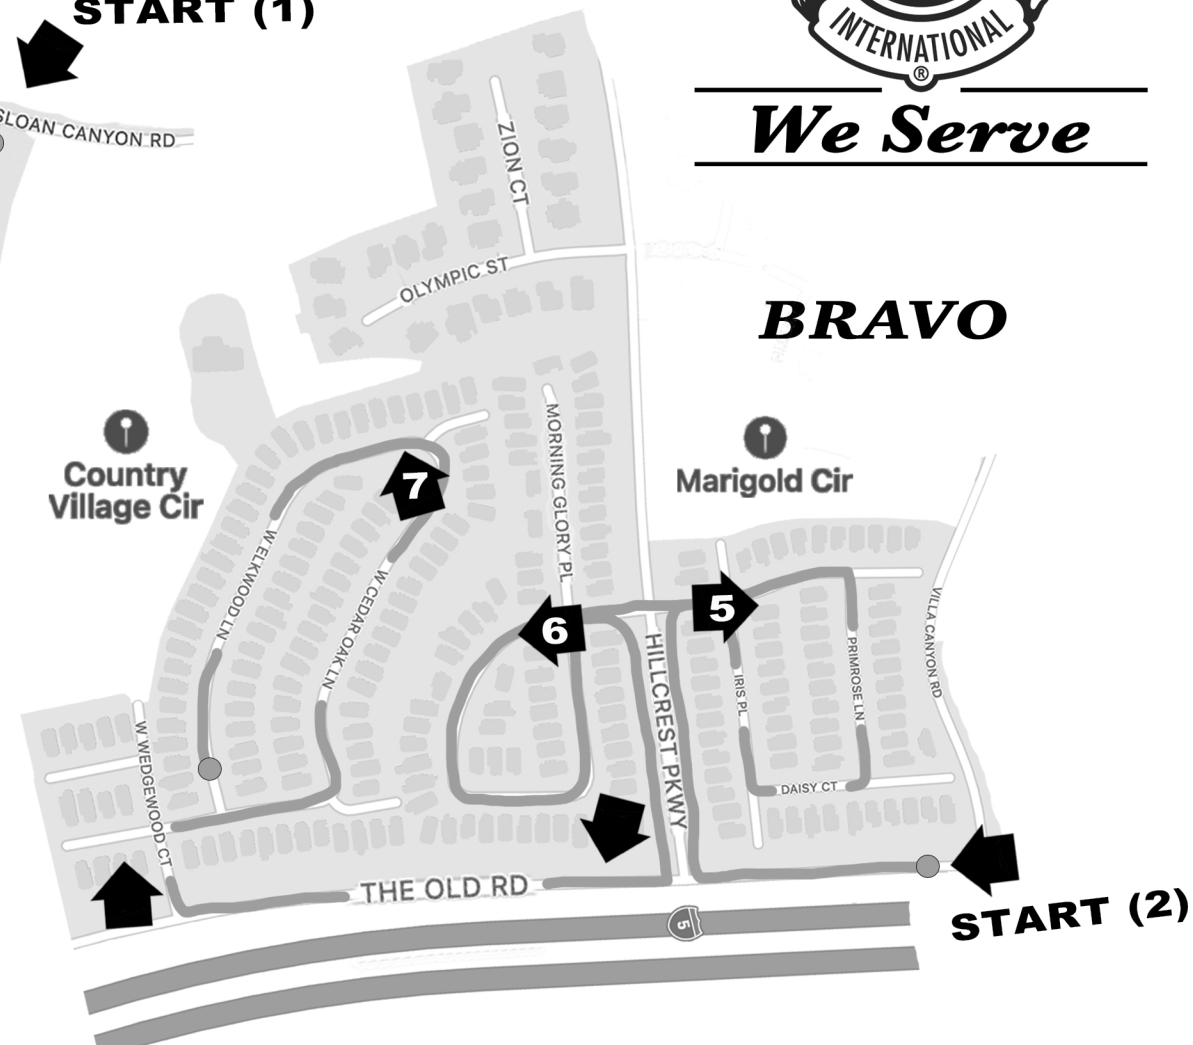 START (1)
INTERNATIONAL
®
We Serve
SLOAN CANYON RD
ZION CT
OLYMPIC ST
BRAVO
MORNING GLORY PL
Country
Village Cir
Marigold Cir
7
W ELKWOOD LN
W CEDAR OAK LN
6
5
HILLCREST PKWY
IRIS PL
PRIMROSE LN
VILLA CANYON RD
W WEDGEWOOD CT
DAISY CT
THE OLD RD
5
START (2)